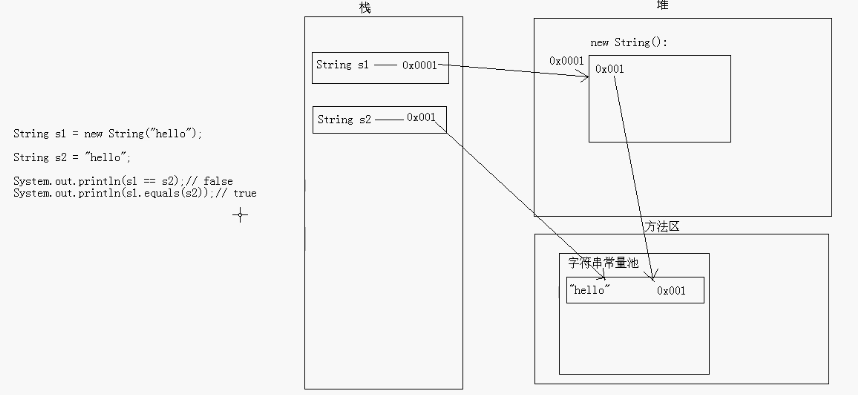 栈
堆
new String():
0x0001
0x001
String s1 0x0001
String s2 0x001
String s1 = new String("hello");
String s2 = "hello";
System.out.println(s1 == s2);// false
System.out.println(s1.equals(s2));// true
方法区
字符串常量池
"hello" 0x001